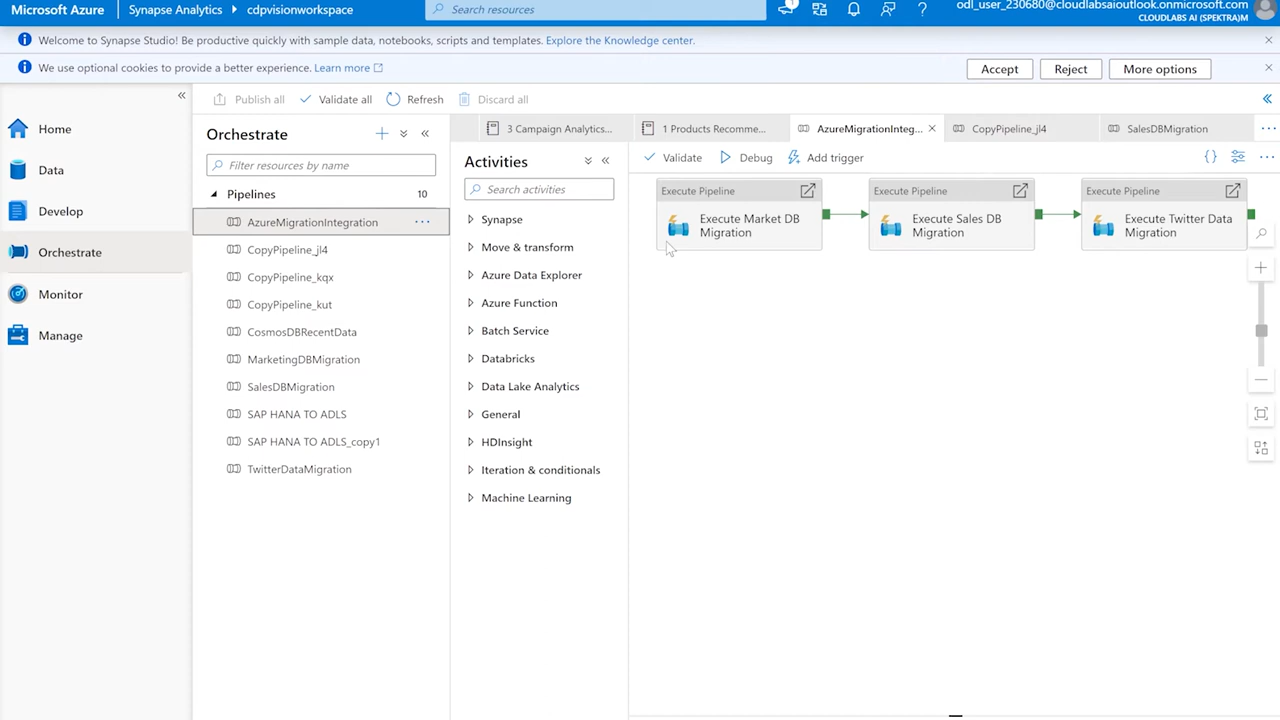 Microsoft Azure
Synapse Analytics
cdpvisionworkspace
Search resources
1
odl_user_230680@cloudlabsaioutlook.onmicrosoft.com
CLOUDLABS AI (SPEKTRA)M
Welcome to Synapse Studio! Be productive quickly with sample data, notebooks, scripts and templates. Explore the Knowledge center.
We use optional cookies to provide a better experience. Learn more
Accept
Reject
More options
Home
Data
Develop
Orchestrate
Monitor
Manage
Publish all
Validate all
Refresh
Discard all
Orchestrate
Filter resources by name
Pipelines 10
AzureMigrationIntegration
CopyPipeline_jl4
CopyPipeline_kqx
CopyPipeline_kut
CosmosDBRecentData
MarketingDBMigration
SalesDBMigration
SAP HANA TO ADLS
SAP HANA TO ADLS_copy1
TwitterDataMigration
3 Campaign Analytics...
1 Products Recomme...
AzureMigrationInteg...
CopyPipeline_jl4
SalesDBMigration
Activities
Search activities
Synapse
Move & transform
Azure Data Explorer
Azure Function
Batch Service
Databricks
Data Lake Analytics
General
HDInsight
Iteration & conditionals
Machine Learning
Validate
Debug
Add trigger
Execute Pipeline
Execute Market DB
Migration
Execute Pipeline
Execute Sales DB
Migration
Execute Pipeline
Execute Twitter Data
Migration